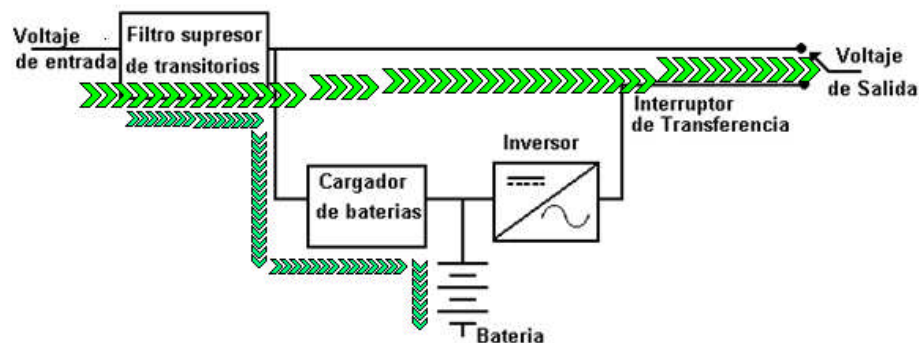 Voltaje
de entrada
Filtro supresor
de transitorios
Voltaje
de Salida
Interruptor
de Transferencia
Inversor
Cargador
de baterias
Bateria